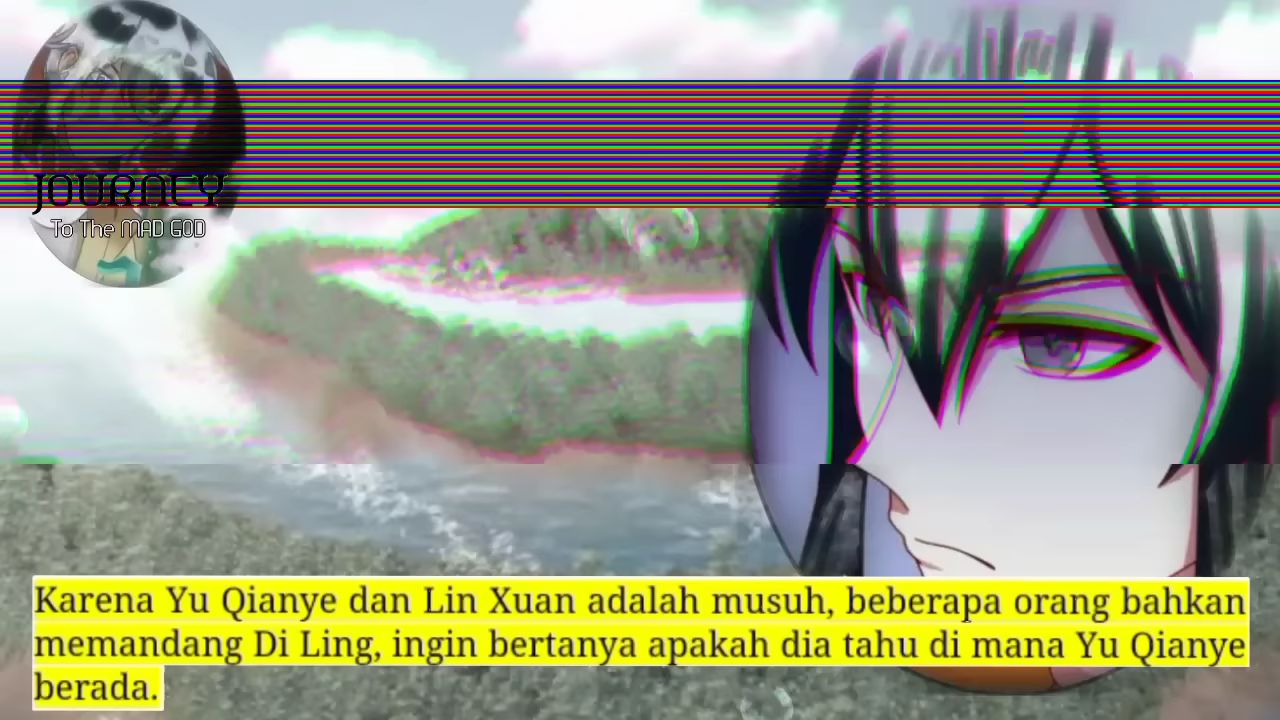 JOURNEY
To The MAD GOD
Karena Yu Qianye dan Lin Xuan adalah musuh, beberapa orang bahkan
memandang Di Ling, ingin bertanya apakah dia tahu di mana Yu Qianye
berada.